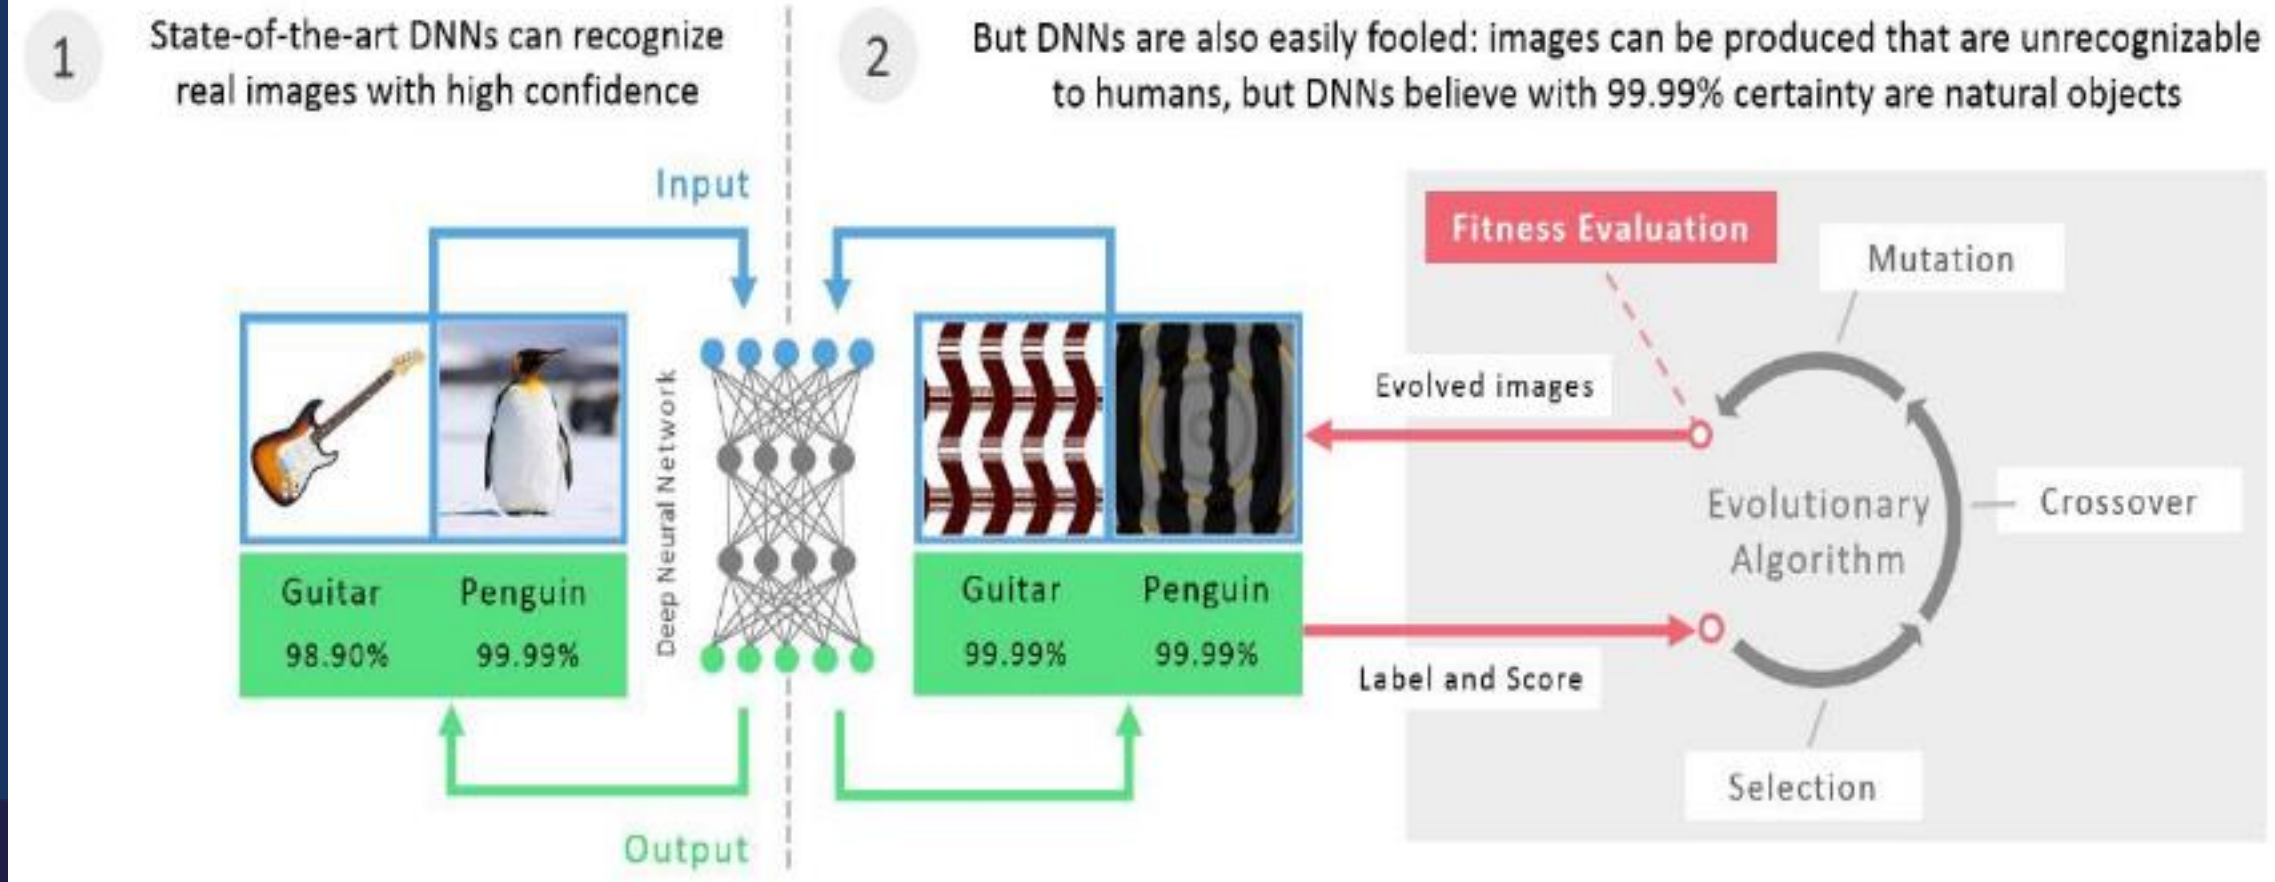 1
State-of-the-art DNNs can recognize
real images with high confidence
2
But DNNs are also easily fooled: images can be produced that are unrecognizable
to humans, but DNNs believe with 99.99% certainty are natural objects
Input
Deep Neural Network
Guitar Penguin
98.90% 99.99%
Output
Guitar Penguin
99.99% 99.99%
Evolved images
Label and Score
Fitness Evaluation
Mutation
Crossover
Evolutionary
Algorithm
Selection